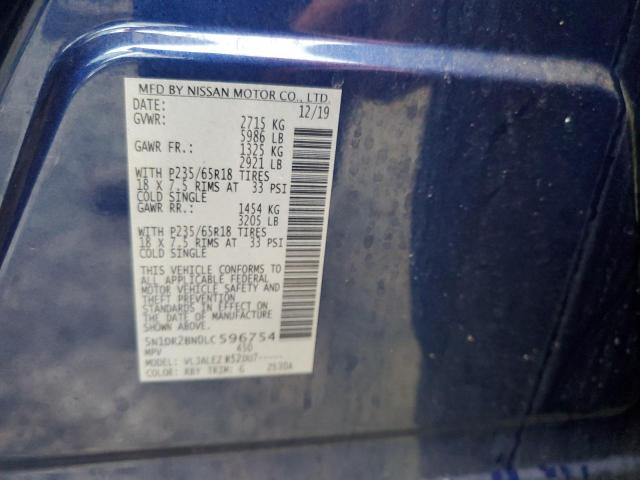 MFD BY NISSAN MOTOR CO., LTD.
DATE: 12/19
GVWR: 2715 KG
5986 LB
GAWR FR.: 1325 KG
2921 LB
WITH P235/65R18 TIRES
18 X 7.5 RIMS AT 33 PSI
COLD SINGLE
GAWR RR.: 1454 KG
3205 LB
WITH P235/65R18 TIRES
18 X 7.5 RIMS AT 33 PSI
COLD SINGLE
THIS VEHICLE CONFORMS TO
ALL APPLICABLE FEDERAL
MOTOR VEHICLE SAFETY AND
THEFT PREVENTION
STANDARDS IN EFFECT ON
THE DATE OF MANUFACTURE
SHOWN ABOVE.
5N1DR2BN0LC596754
MPV 450
MODEL:
COLOR: RBY TRIM: G